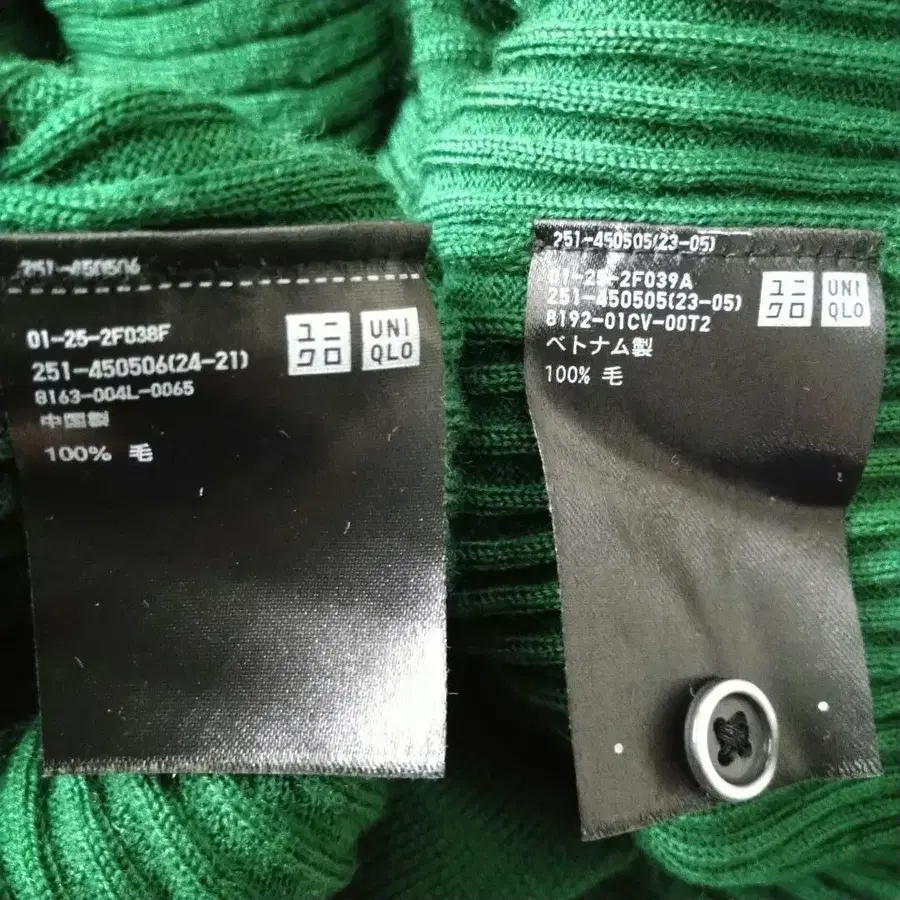 251-450506
01-25-2F038F
251-450506(24-21)
8163-004L-0065
中国製
100% 毛
ユニ
クロ
UNI
QLO
251-450505(23-05)
01-25-2F039A
251-450505(23-05)
8192-01CV-00T2
ベトナム製
100% 毛
ユニ
クロ
UNI
QLO